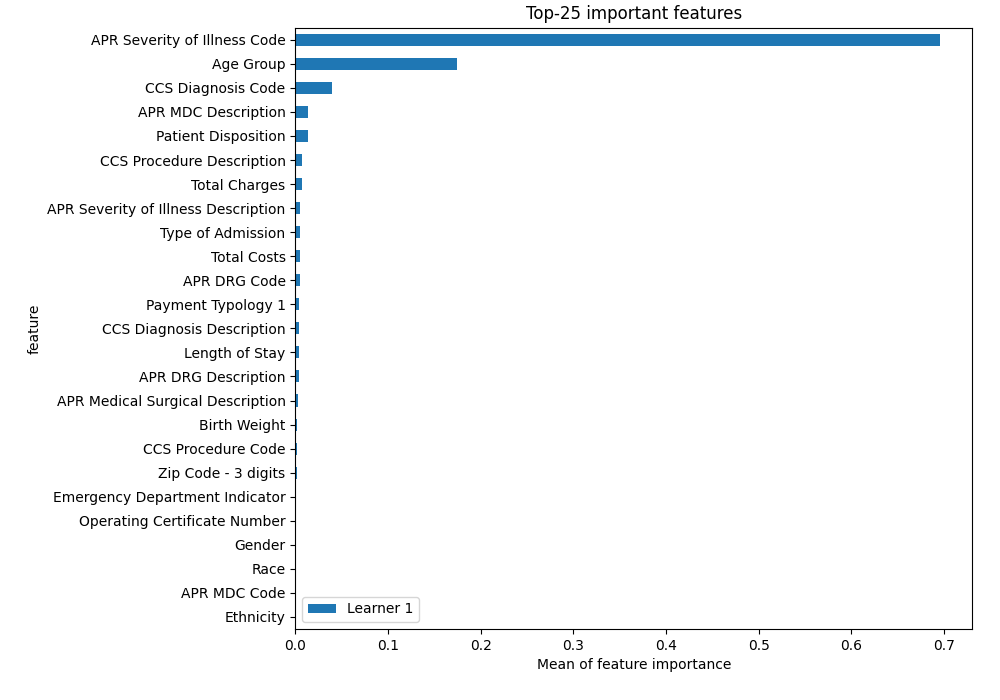 Top-25 important features
APR Severity of Illness Code
Age Group
CCS Diagnosis Code
APR MDC Description
Patient Disposition
CCS Procedure Description
Total Charges
APR Severity of Illness Description
Type of Admission
Total Costs
APR DRG Code
Payment Typology 1
CCS Diagnosis Description
Length of Stay
APR DRG Description
APR Medical Surgical Description
Birth Weight
CCS Procedure Code
Zip Code - 3 digits
Emergency Department Indicator
Operating Certificate Number
Gender
Race
APR MDC Code
Ethnicity
feature
Learner 1
0.0 0.1 0.2 0.3 0.4 0.5 0.6 0.7
Mean of feature importance